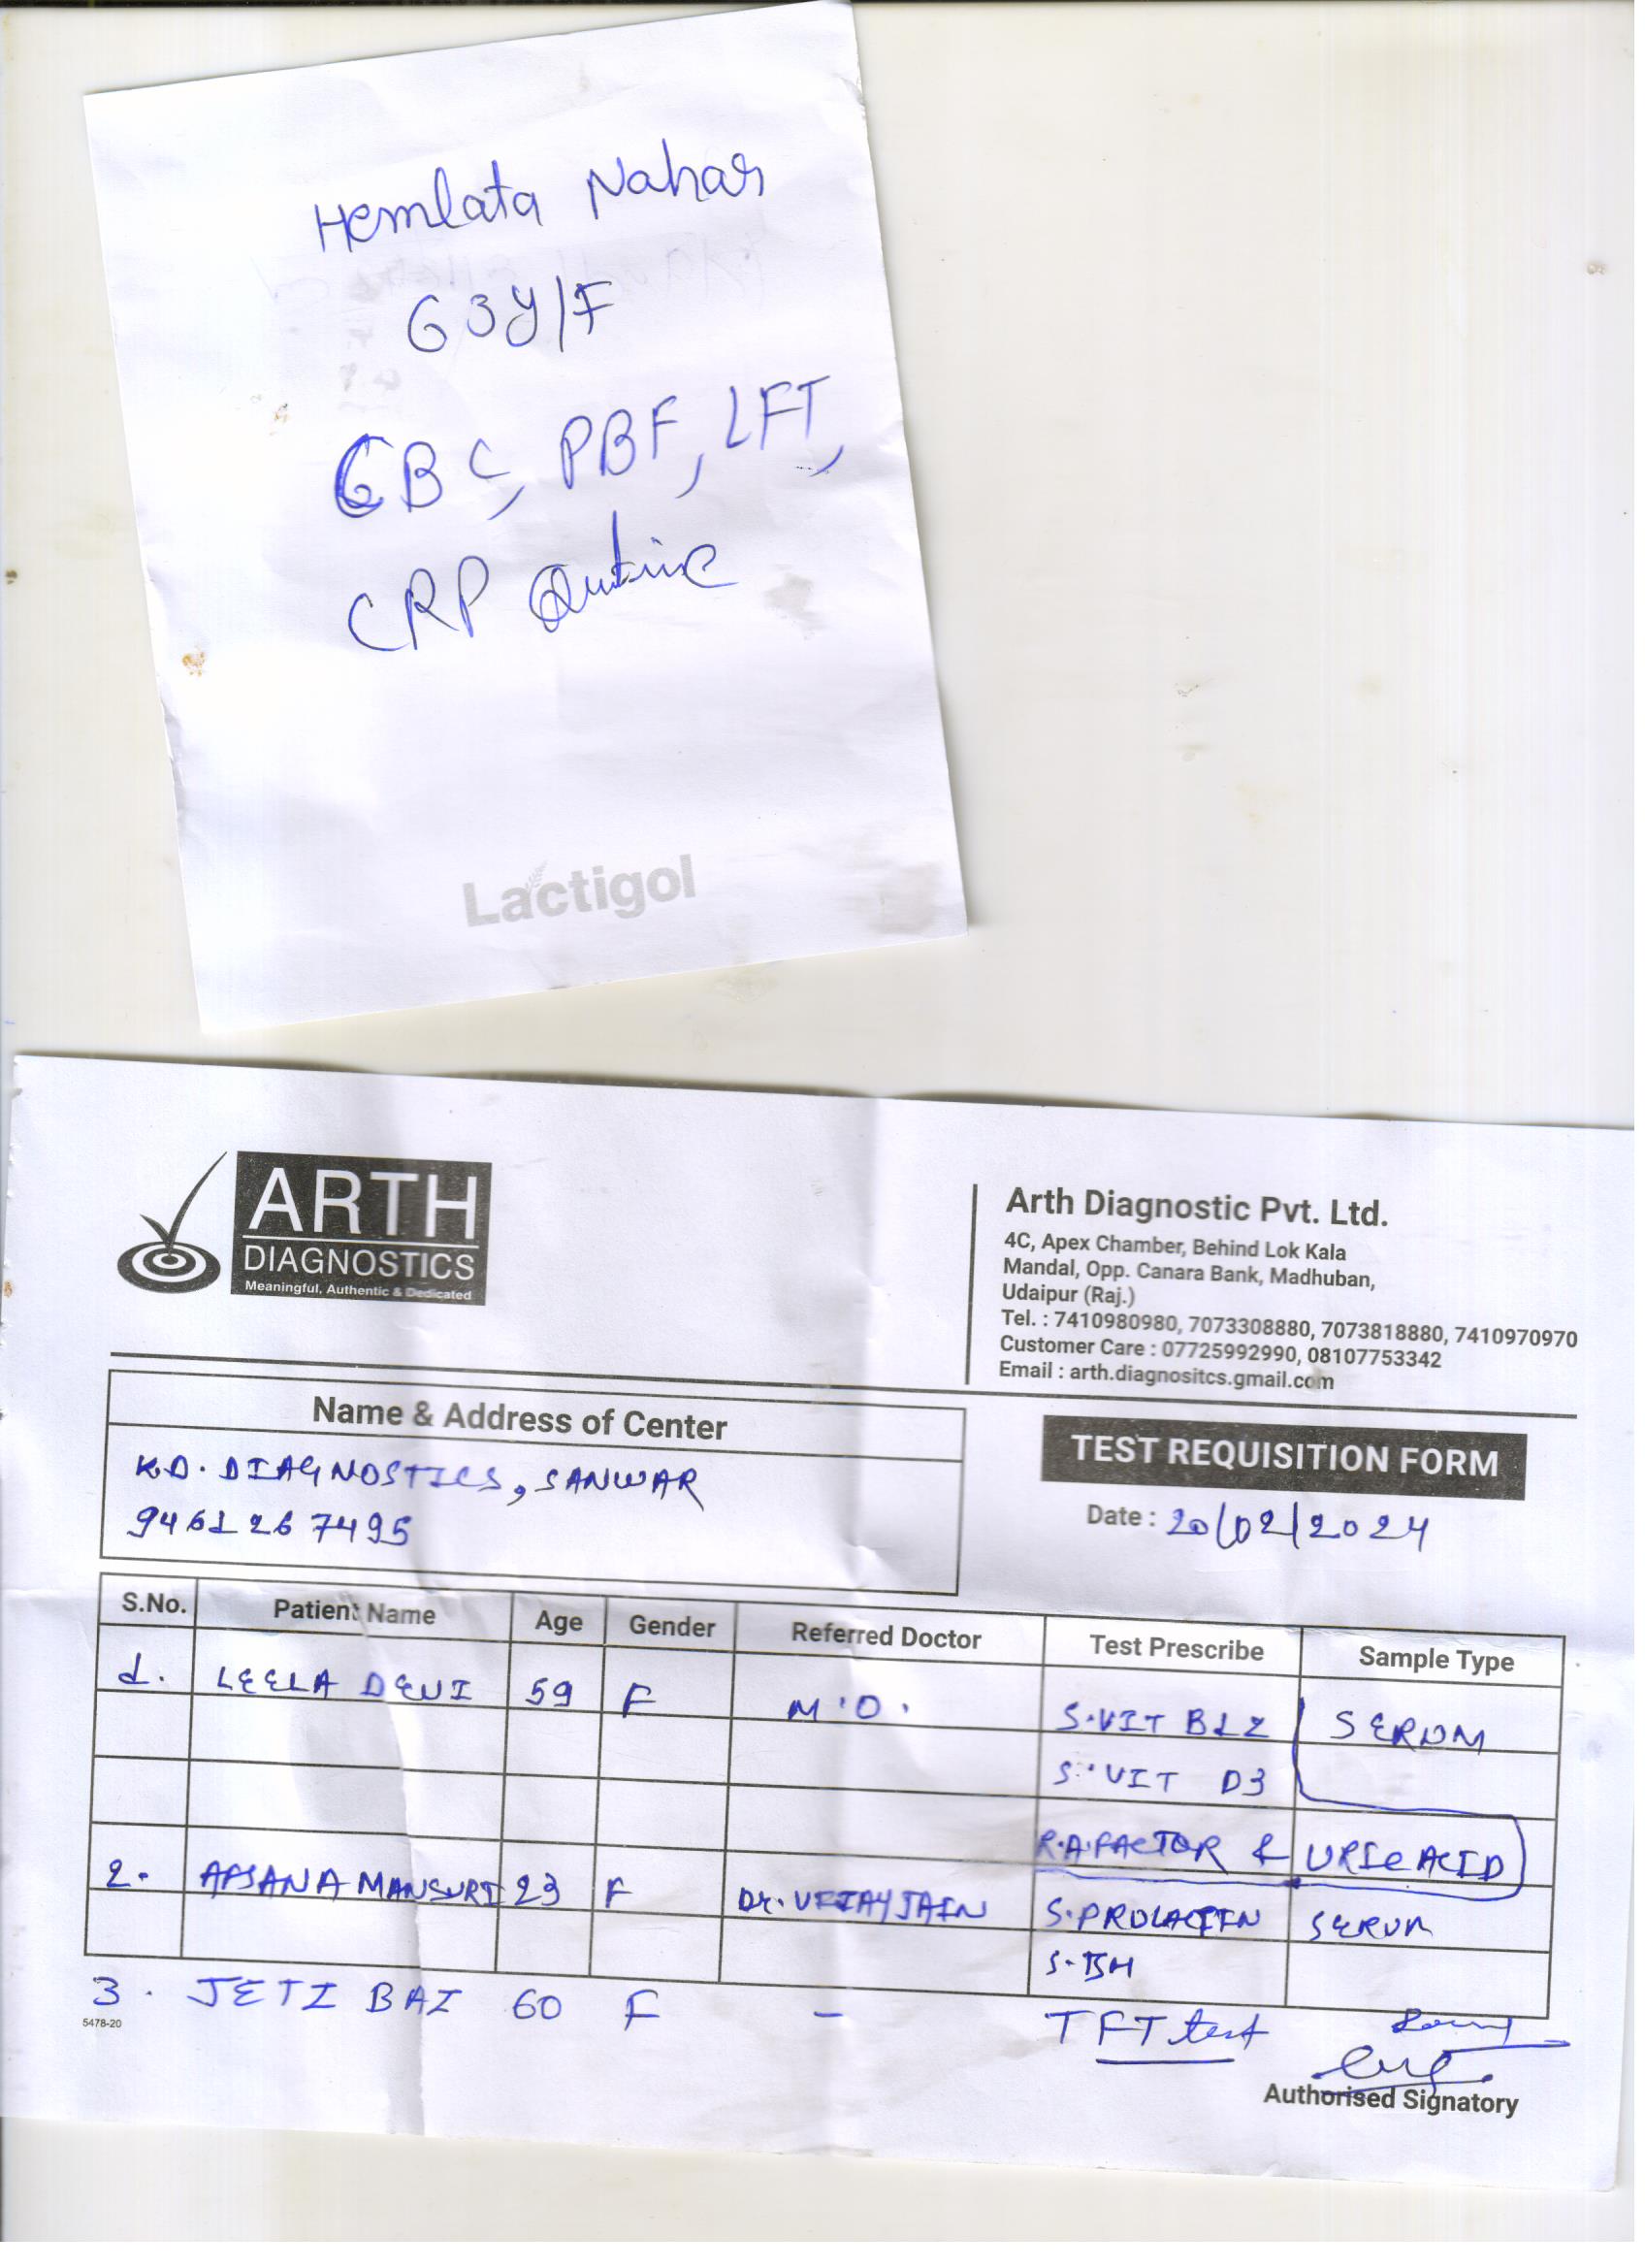 Hemlata Nahar
63y/F
CBC, PBF, LFT,
CRP
Lactigol
ARTH
DIAGNOSTICS
Meaningful, Authentic & Dedicated
Arth Diagnostic Pvt. Ltd.
4C, Apex Chamber, Behind Lok Kala
Mandal, Opp. Canara Bank, Madhuban,
Udaipur (Raj.)
Tel. : 7410980980, 7073308880, 7073818880, 7410970970
Customer Care : 07725992990, 08107753342
Email : arth.diagnositcs.gmail.com
Name & Address of Center
K.D. DIAGNOSTICS, SANWAR
9461267495
TEST REQUISITION FORM
Date : 20/02/2024
S.No. Patient Name Age Gender Referred Doctor Test Prescribe Sample Type
1. LEELA DEVI 59 F M.O. S.VIT B12 SERUM
S.VIT D3
R.A.FACTOR & URIC ACID
2. APSANA MANSURI 23 F Dr. VIJAY JAIN S.PROLACTIN SERUM
S.TSH
3. JETI BAI 60 F - TFT test
5478-20
Authorised Signatory